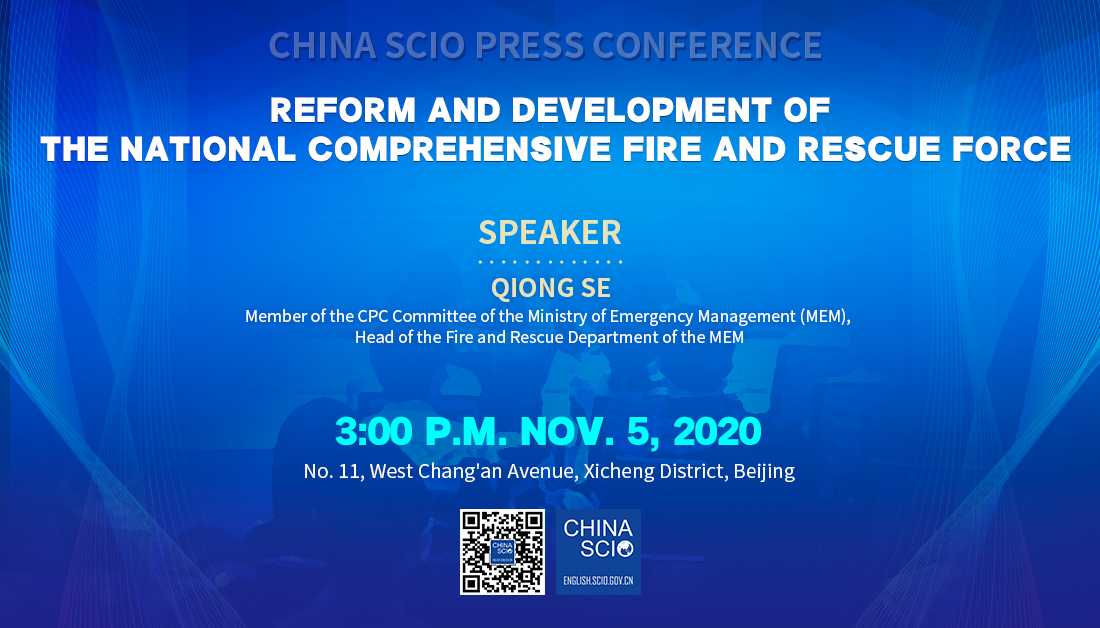 CHINA SCIO PRESS CONFERENCE
REFORM AND DEVELOPMENT OF
THE NATIONAL COMPREHENSIVE FIRE AND RESCUE FORCE
SPEAKER
QIONG SE
Member of the CPC Committee of the Ministry of Emergency Management (MEM),
Head of the Fire and Rescue Department of the MEM
3:00 P.M. NOV. 5, 2020
No. 11, West Chang'an Avenue, Xicheng District, Beijing
CHINA
SCIO
CHINA
SCIO
ENGLISH.SCIO.GOV.CN